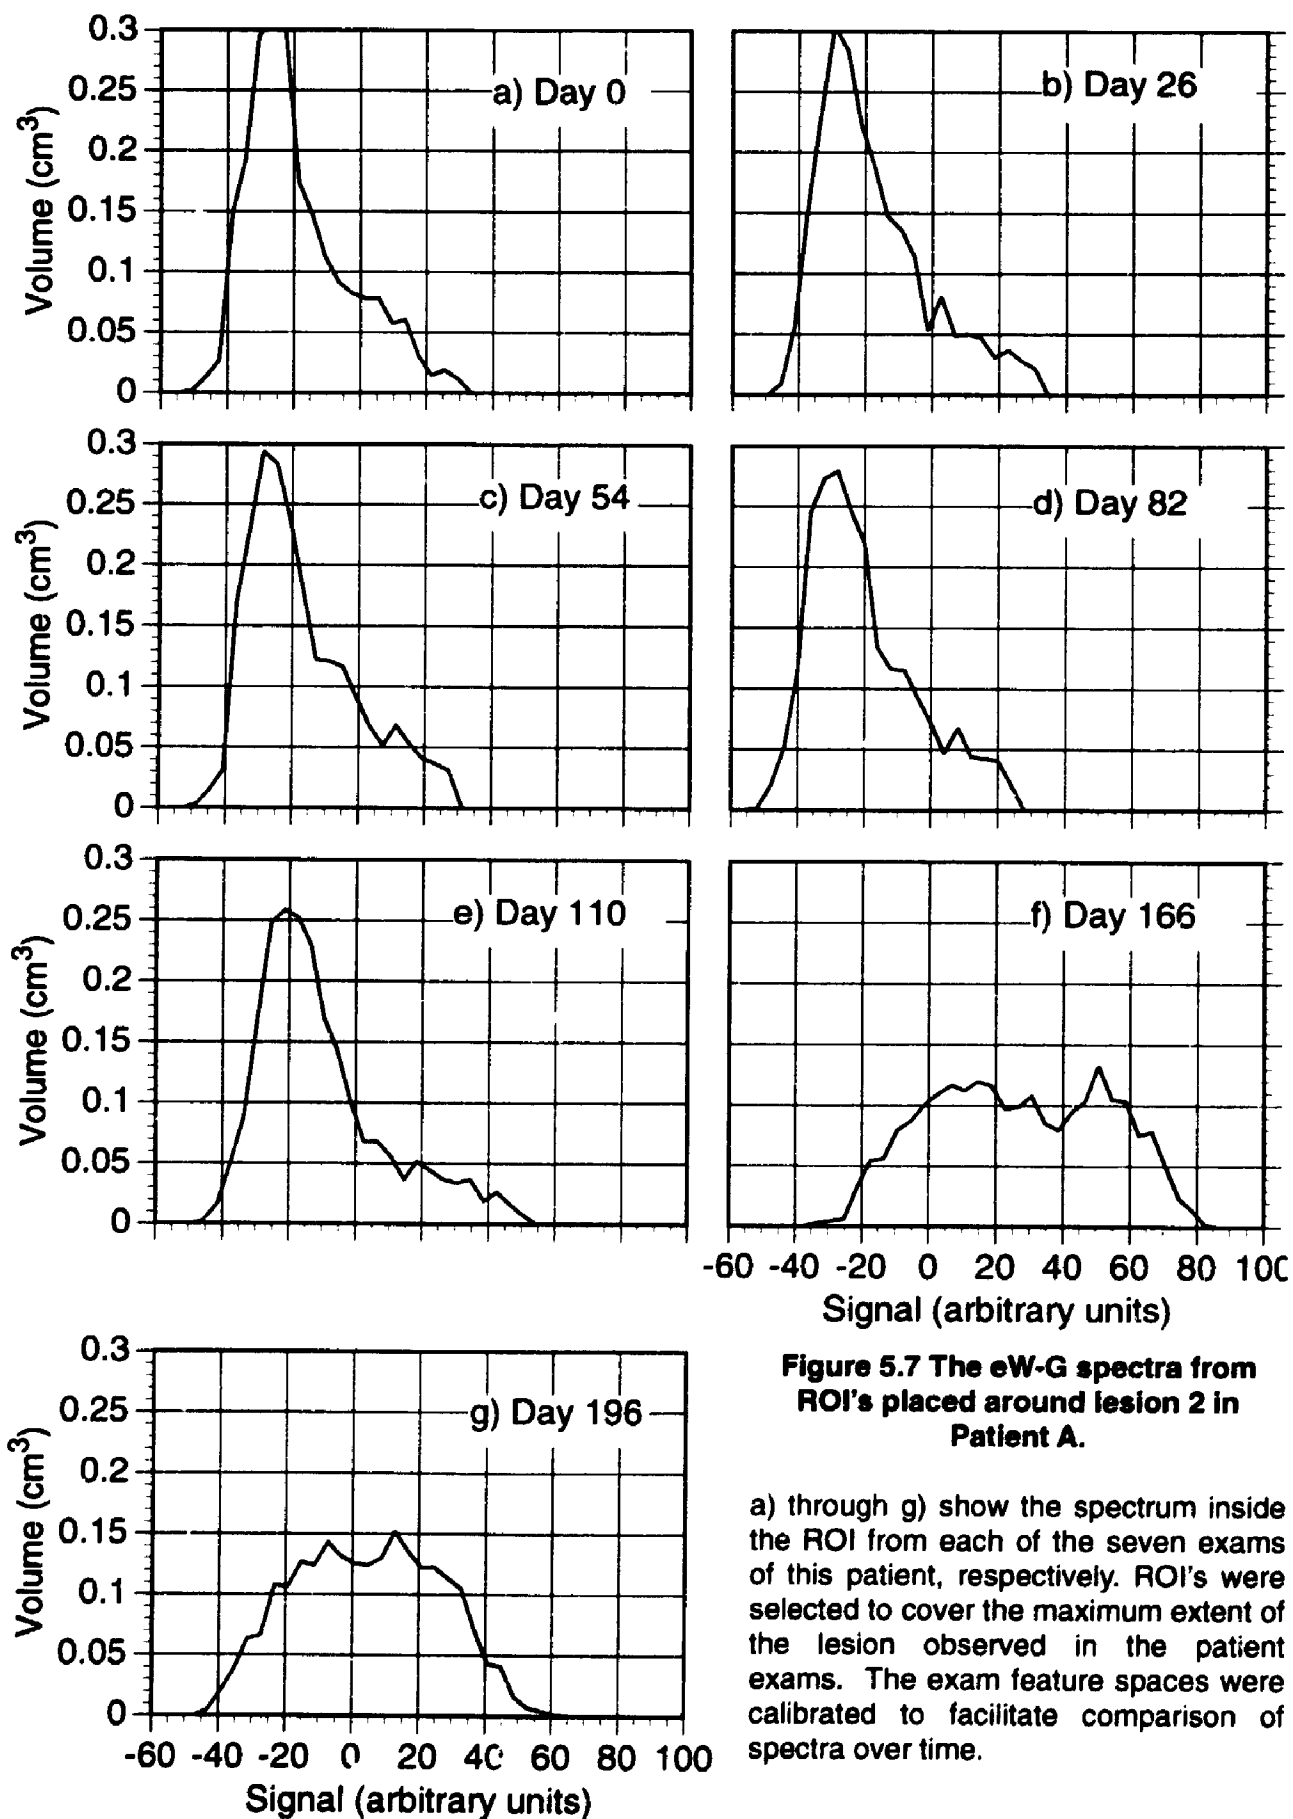 0.3
0.25
0.2
0.15
0.1
0.05
0
Volume (cm³)
a) Day 0
b) Day 26
0.3
0.25
0.2
0.15
0.1
0.05
0
Volume (cm³)
c) Day 54
d) Day 82
0.3
0.25
0.2
0.15
0.1
0.05
0
Volume (cm³)
e) Day 110
f) Day 166
-60 -40 -20 0 20 40 60 80 100
Signal (arbitrary units)
0.3
0.25
0.2
0.15
0.1
0.05
0
Volume (cm³)
g) Day 196
-60 -40 -20 0 20 40 60 80 100
Signal (arbitrary units)
Figure 5.7 The eW-G spectra from
ROI's placed around lesion 2 in
Patient A.
a) through g) show the spectrum inside
the ROI from each of the seven exams
of this patient, respectively. ROI's were
selected to cover the maximum extent of
the lesion observed in the patient
exams. The exam feature spaces were
calibrated to facilitate comparison of
spectra over time.